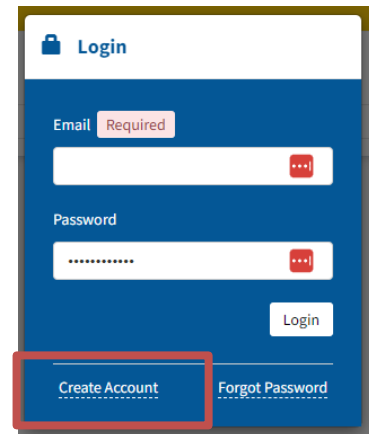 Login
Email Required
Password
••••••••••••
Login
Create Account Forgot Password